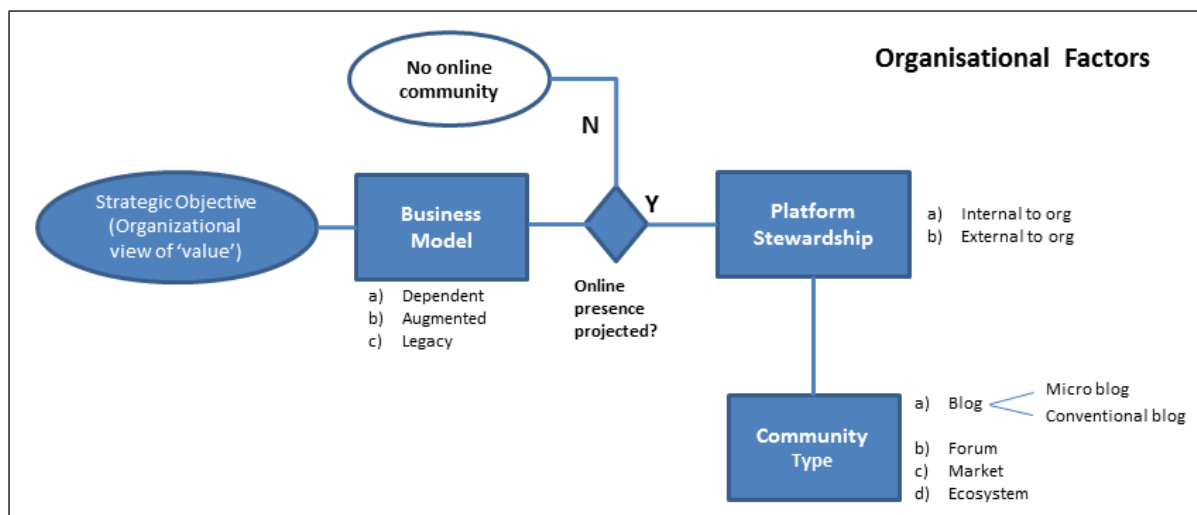 Organisational Factors
No online
community
N
Strategic Objective
(Organizational
view of ‘value’)
Business
Model
Y
Platform
Stewardship
a) Internal to org
b) External to org
a) Dependent
b) Augmented
c) Legacy
Online
presence
projected?
Community
Type
a) Blog
Micro blog
Conventional blog
b) Forum
c) Market
d) Ecosystem